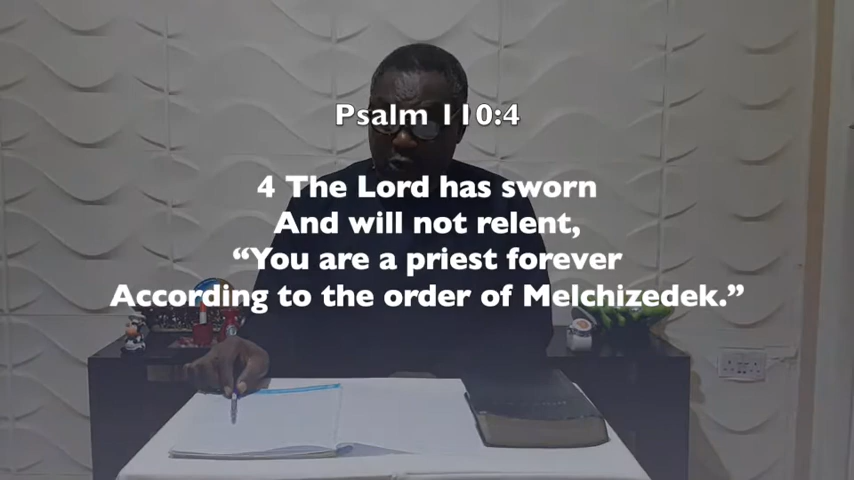 Psalm 110:4
4 The Lord has sworn
And will not relent,
“You are a priest forever
According to the order of Melchizedek.”